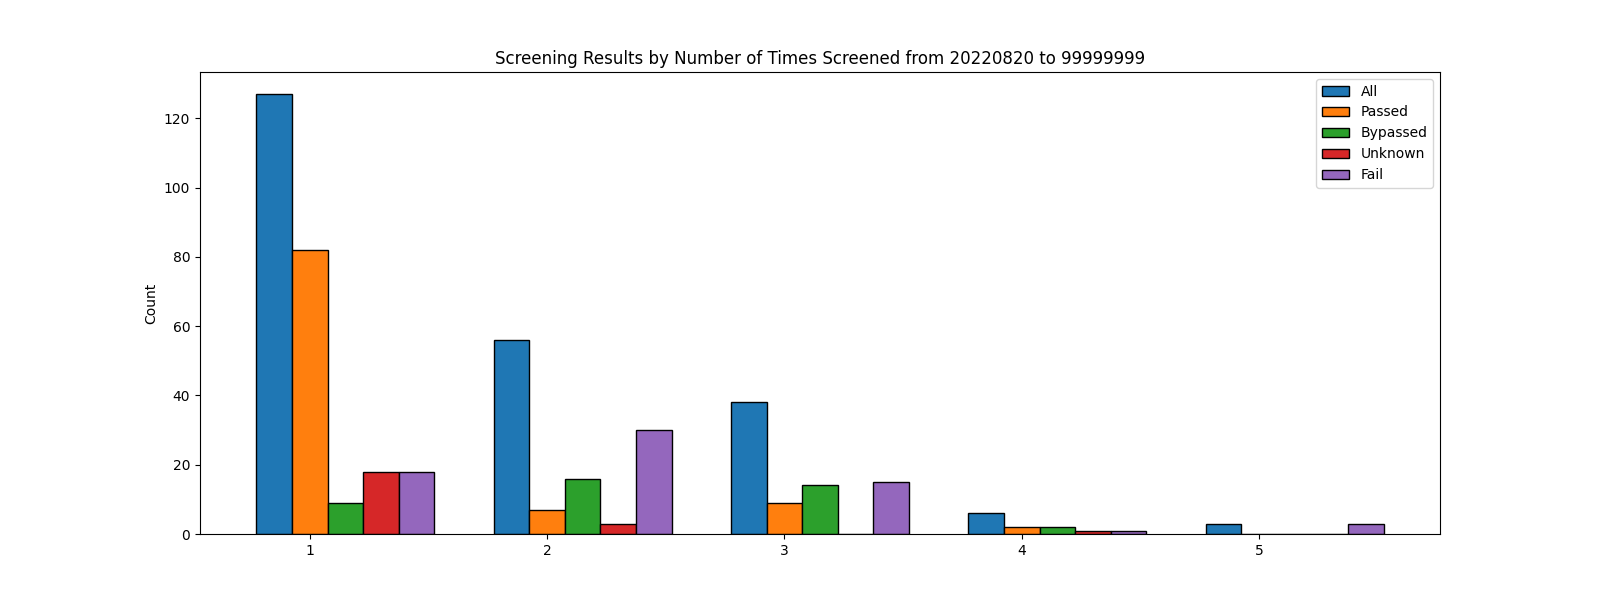 Screening Results by Number of Times Screened from 20220820 to 99999999
All
Passed
Bypassed
Unknown
Fail
Count
120
100
80
60
40
20
0
1 2 3 4 5